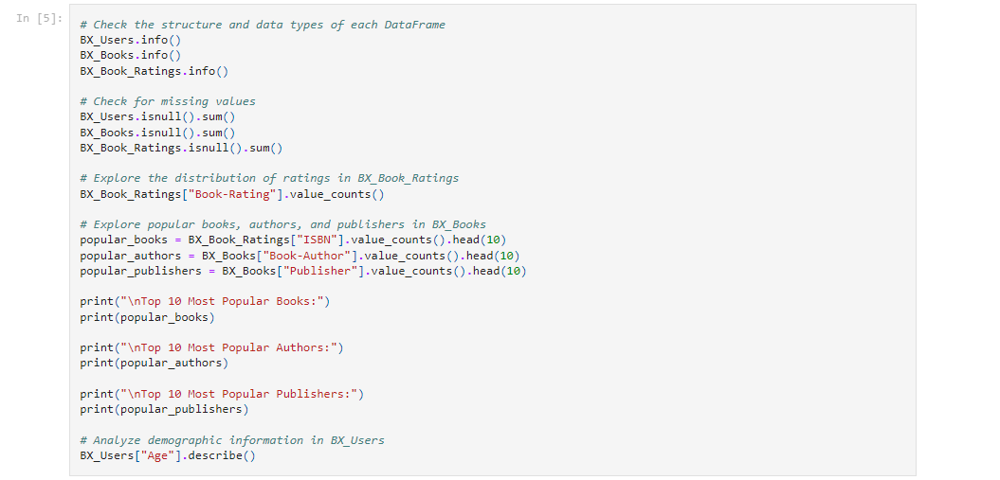 In [5]:
# Check the structure and data types of each DataFrame
BX_Users.info()
BX_Books.info()
BX_Book_Ratings.info()
# Check for missing values
BX_Users.isnull().sum()
BX_Books.isnull().sum()
BX_Book_Ratings.isnull().sum()
# Explore the distribution of ratings in BX_Book_Ratings
BX_Book_Ratings["Book-Rating"].value_counts()
# Explore popular books, authors, and publishers in BX_Books
popular_books = BX_Book_Ratings["ISBN"].value_counts().head(10)
popular_authors = BX_Books["Book-Author"].value_counts().head(10)
popular_publishers = BX_Books["Publisher"].value_counts().head(10)
print("\nTop 10 Most Popular Books:")
print(popular_books)
print("\nTop 10 Most Popular Authors:")
print(popular_authors)
print("\nTop 10 Most Popular Publishers:")
print(popular_publishers)
# Analyze demographic information in BX_Users
BX_Users["Age"].describe()